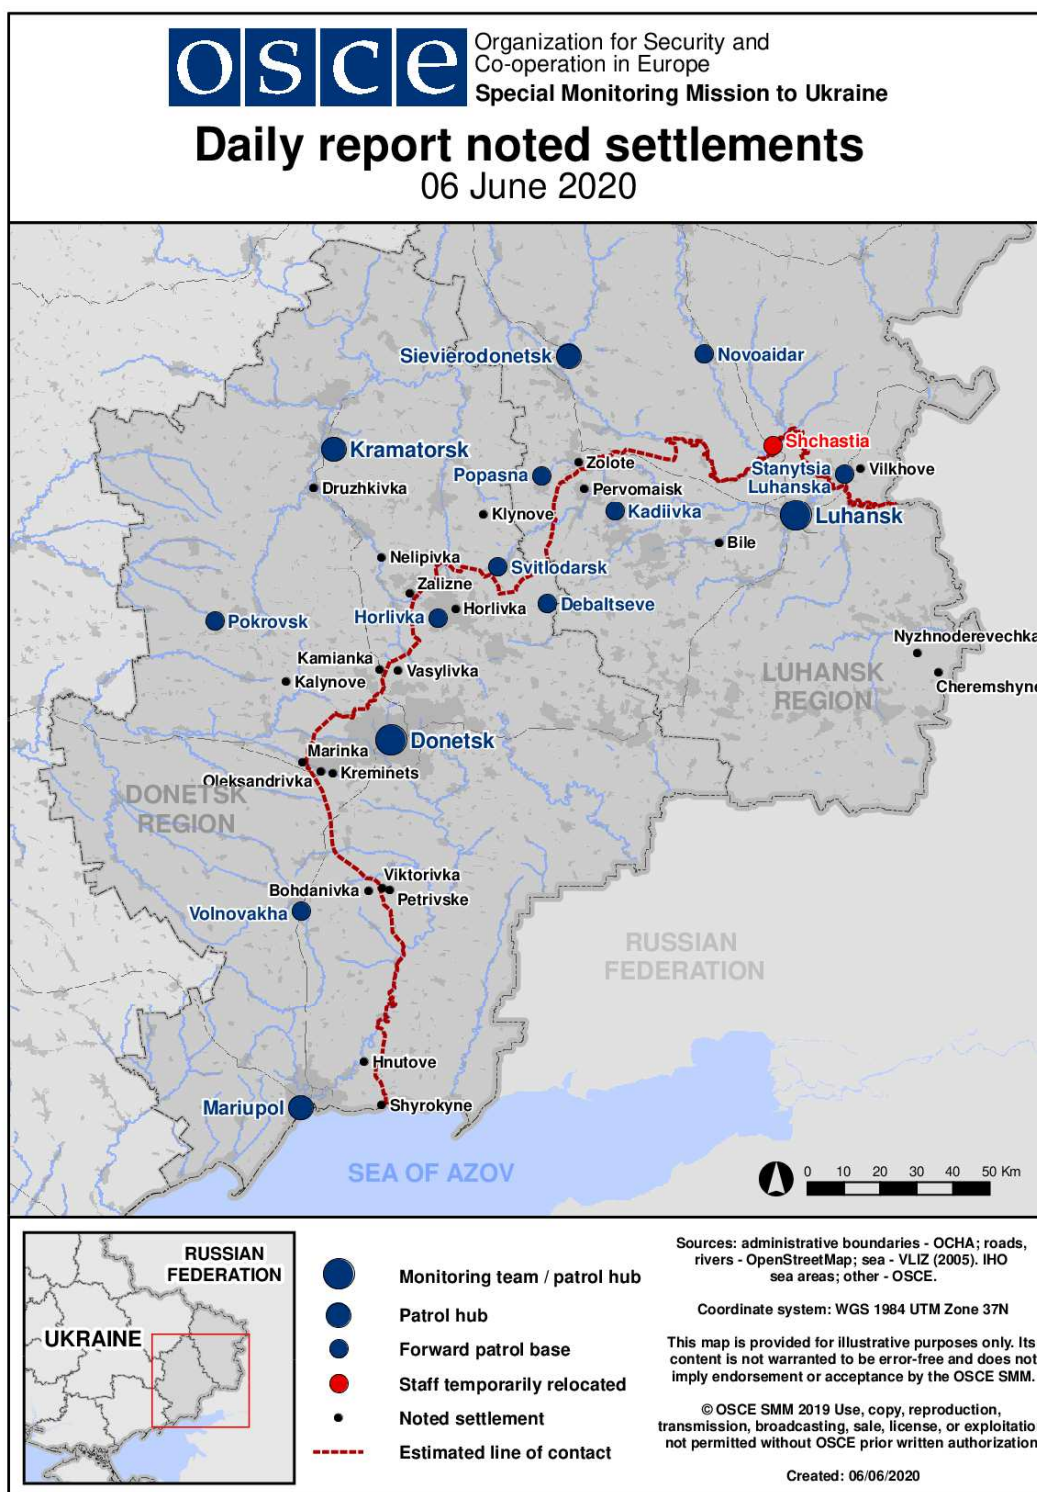 osce
Organization for Security and
Co-operation in Europe
Special Monitoring Mission to Ukraine
Daily report noted settlements
06 June 2020
Sievierodonetsk
Novoaidar
Shchastia
Kramatorsk
Zolote
Stanytsia
Luhanska
Vilkhove
Popasna
Druzhkivka
Pervomaisk
Klynove
Kadiivka
Luhansk
Bile
Nelipivka
Svitlodarsk
Zalizne
Horlivka
Horlivka
Debaltseve
Pokrovsk
Nyzhnoderevechka
Kamianka
Vasylivka
Kalynove
LUHANSK
REGION
Cheremshyne
Donetsk
Marinka
Oleksandrivka
Kreminets
DONETSK
REGION
Viktorivka
Bohdanivka
Petrivske
Volnovakha
RUSSIAN
FEDERATION
Hnutove
Mariupol
Shyrokyne
SEA OF AZOV
0 10 20 30 40 50 Km
RUSSIAN
FEDERATION
UKRAINE
Monitoring team / patrol hub
Patrol hub
Forward patrol base
Staff temporarily relocated
Noted settlement
Estimated line of contact
Sources: administrative boundaries - OCHA; roads,
rivers - OpenStreetMap; sea - VLIZ (2005). IHO
sea areas; other - OSCE.
Coordinate system: WGS 1984 UTM Zone 37N
This map is provided for illustrative purposes only. Its
content is not warranted to be error-free and does not
imply endorsement or acceptance by the OSCE SMM.
© OSCE SMM 2019 Use, copy, reproduction,
transmission, broadcasting, sale, license, or exploitatio
not permitted without OSCE prior written authorization
Created: 06/06/2020